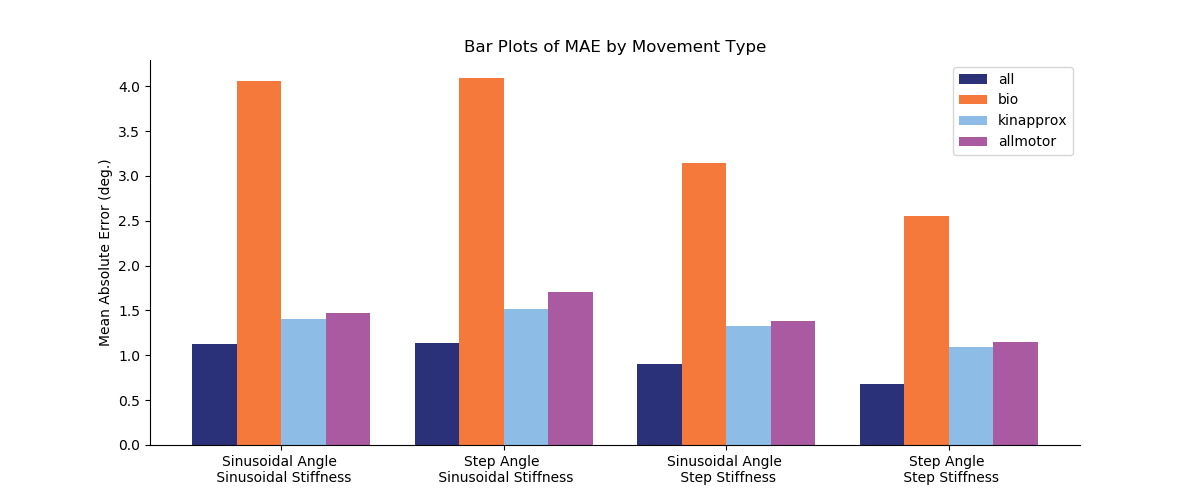 Bar Plots of MAE by Movement Type
Mean Absolute Error (deg.)
4.0
3.5
3.0
2.5
2.0
1.5
1.0
0.5
0.0
all
bio
kinapprox
allmotor
Sinusoidal Angle
Sinusoidal Stiffness
Step Angle
Sinusoidal Stiffness
Sinusoidal Angle
Step Stiffness
Step Angle
Step Stiffness